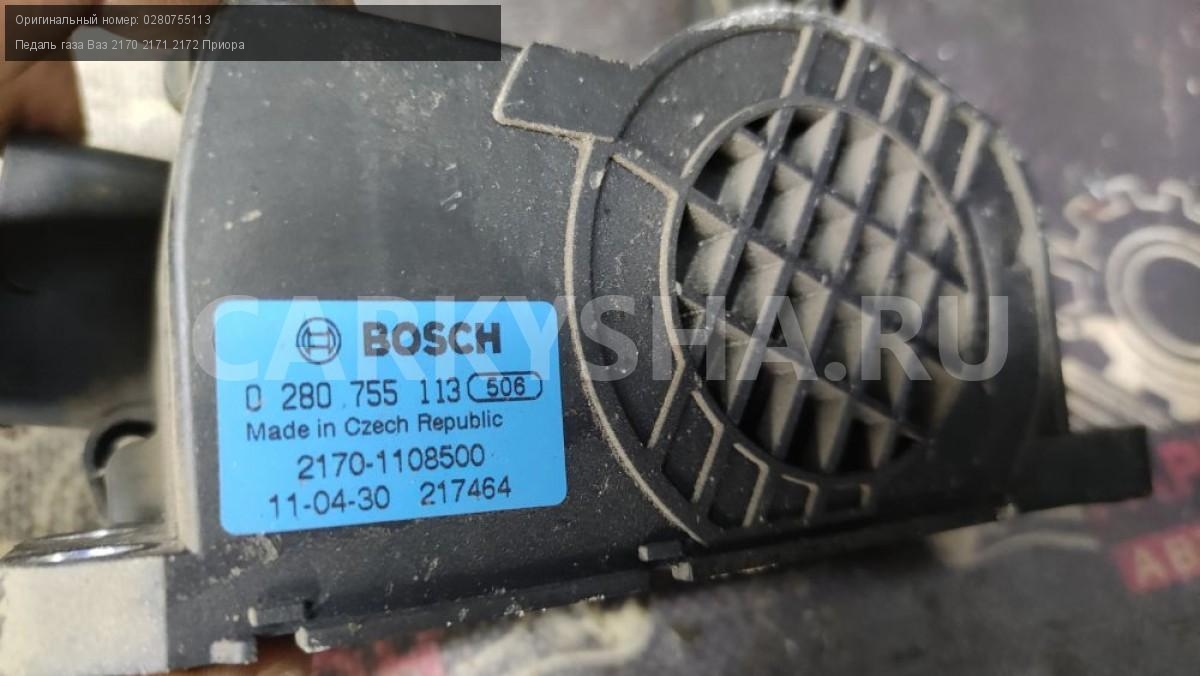 Оригинальный номер: 0280755113
Педаль газа Ваз 2170 2171 2172 Приора
CARKYSHA.RU
BOSCH
0 280 755 113 506
Made in Czech Republic
2170-1108500
11-04-30 217464